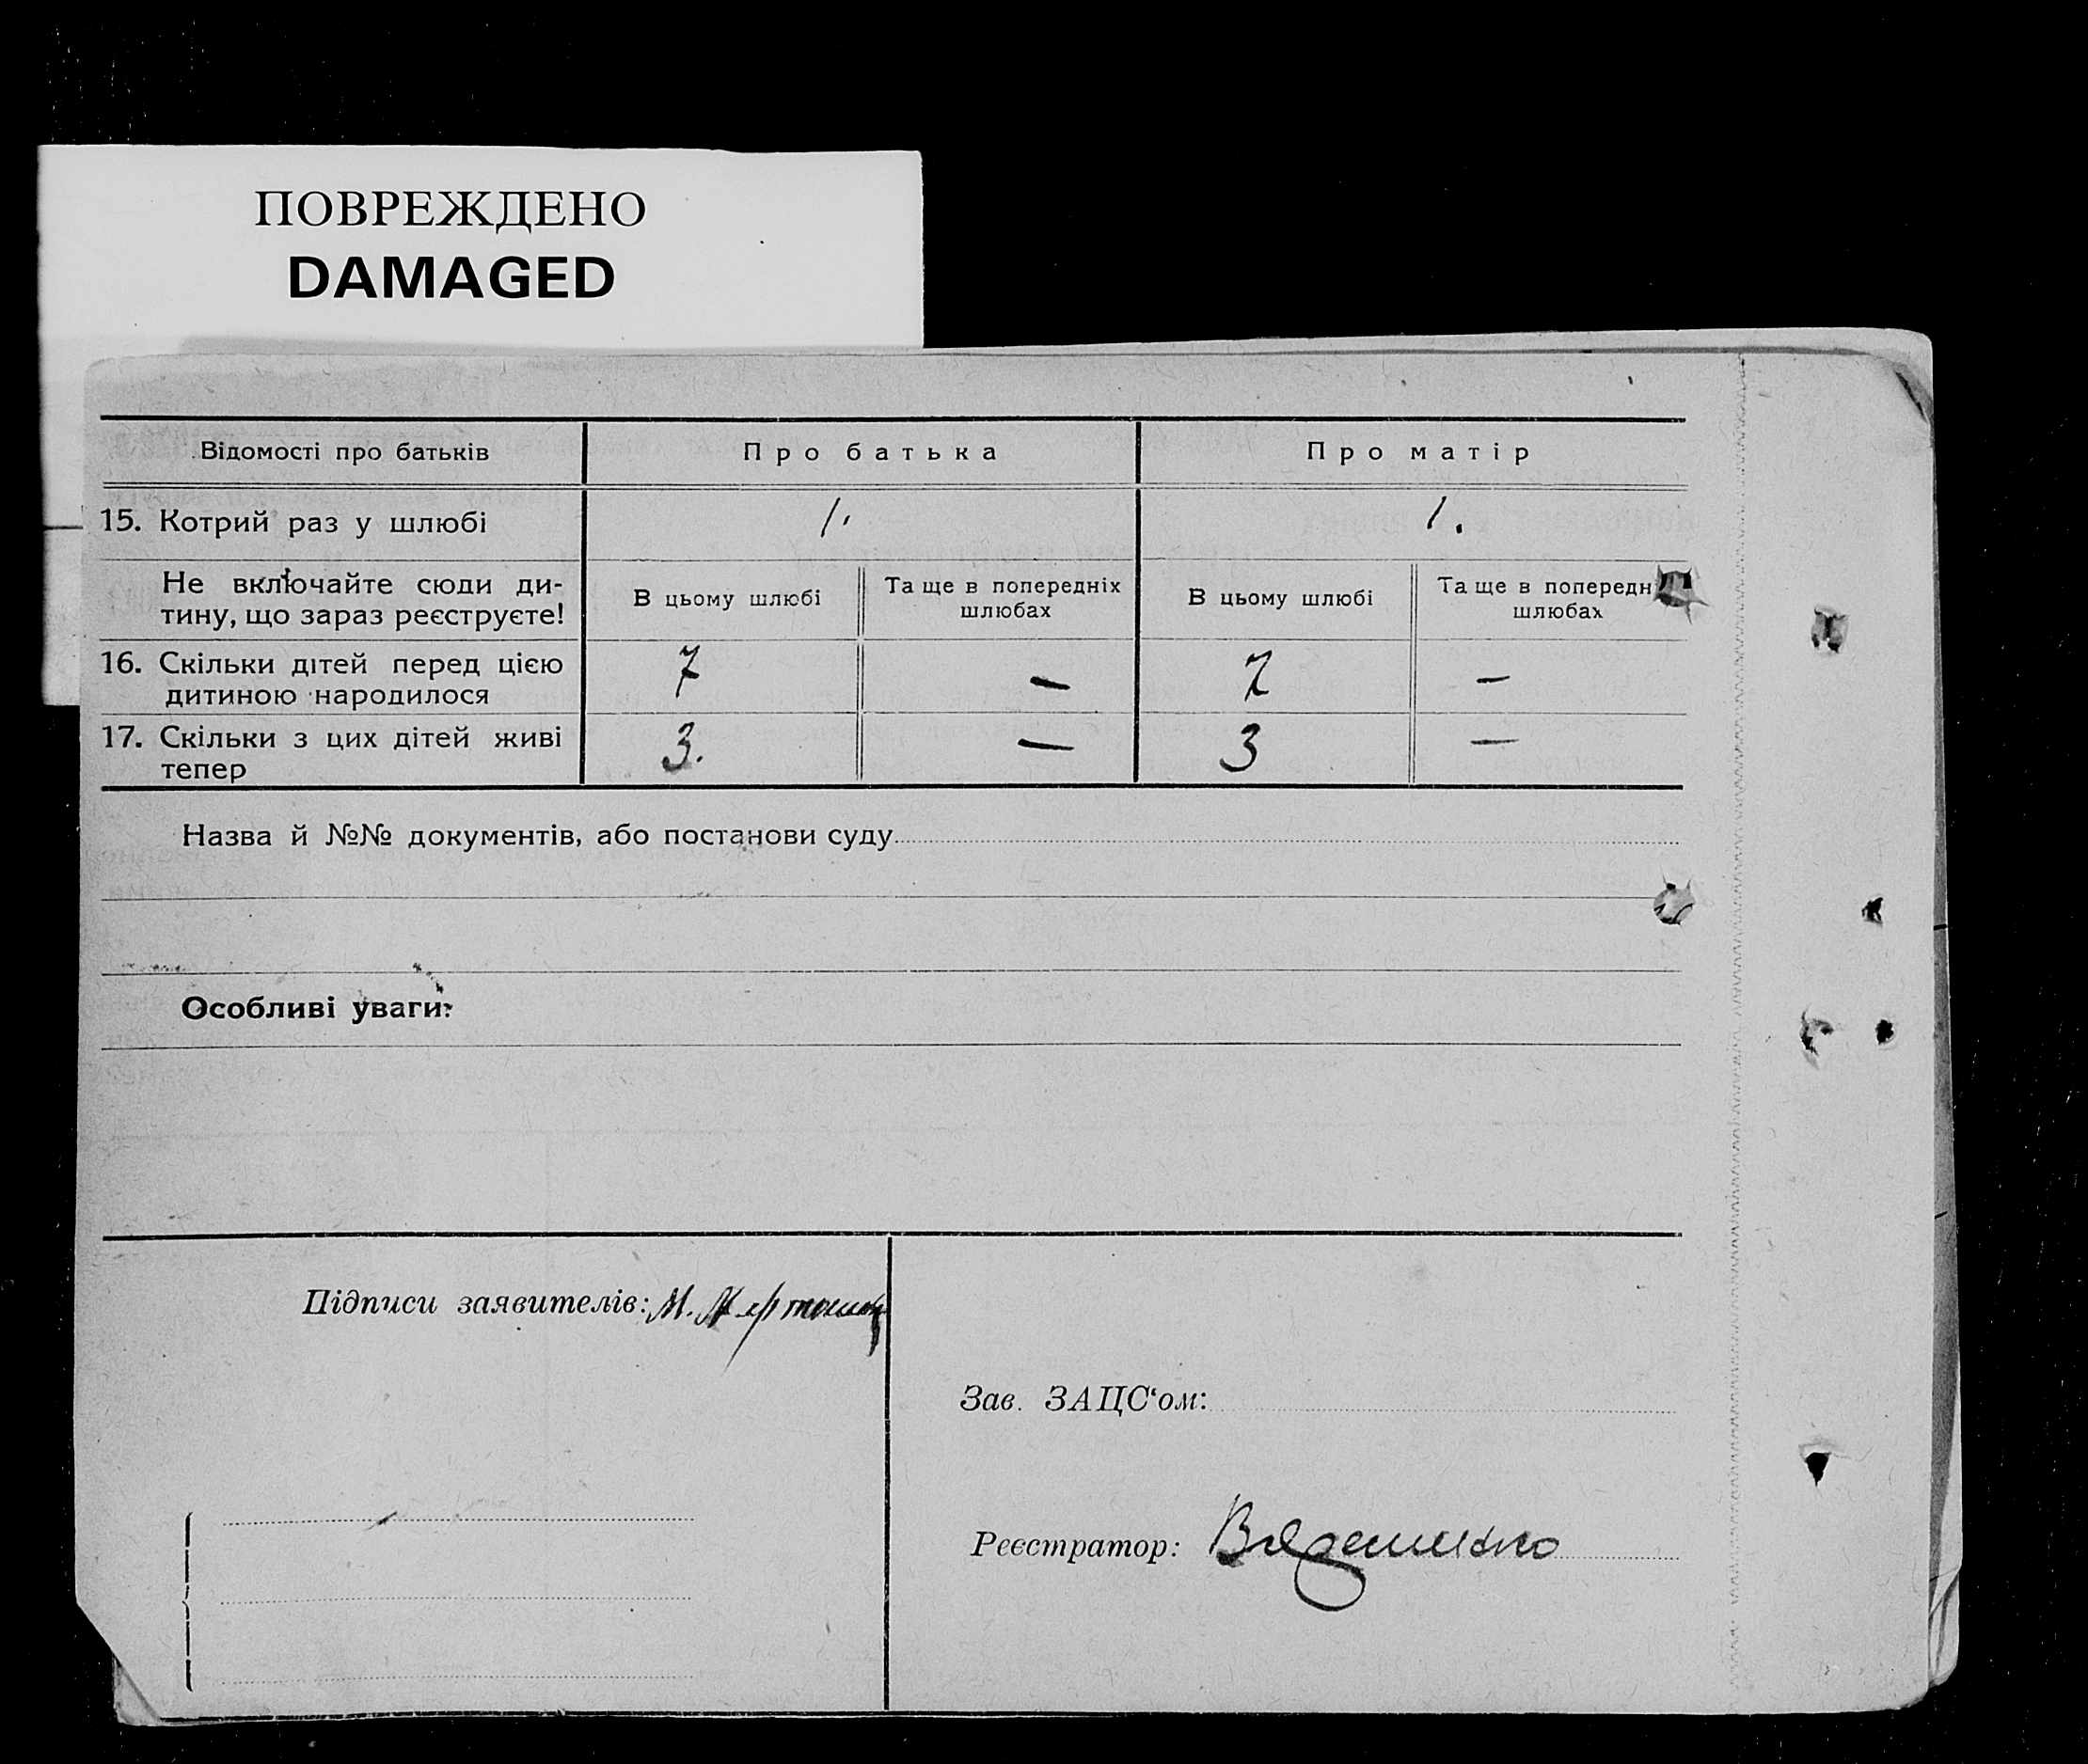 ПОВРЕЖДЕНО
DAMAGED
Відомості про батьків
Про батька
Про матір
15. Котрий раз у шлюбі
1.
1.
Не включайте сюди ди-
тину, що зараз реєструєте!
В цьому шлюбі
Та ще в попередніх
шлюбах
В цьому шлюбі
Та ще в попередн
шлюбах
16. Скільки дітей перед цією
дитиною народилося
7
–
7
–
17. Скільки з цих дітей живі
тепер
3.
–
3
–
Назва й №№ документів, або постанови суду
Особливі уваги:
Підписи заявителів: М.
Зав. ЗАЦС‘ом:
Реєстратор: